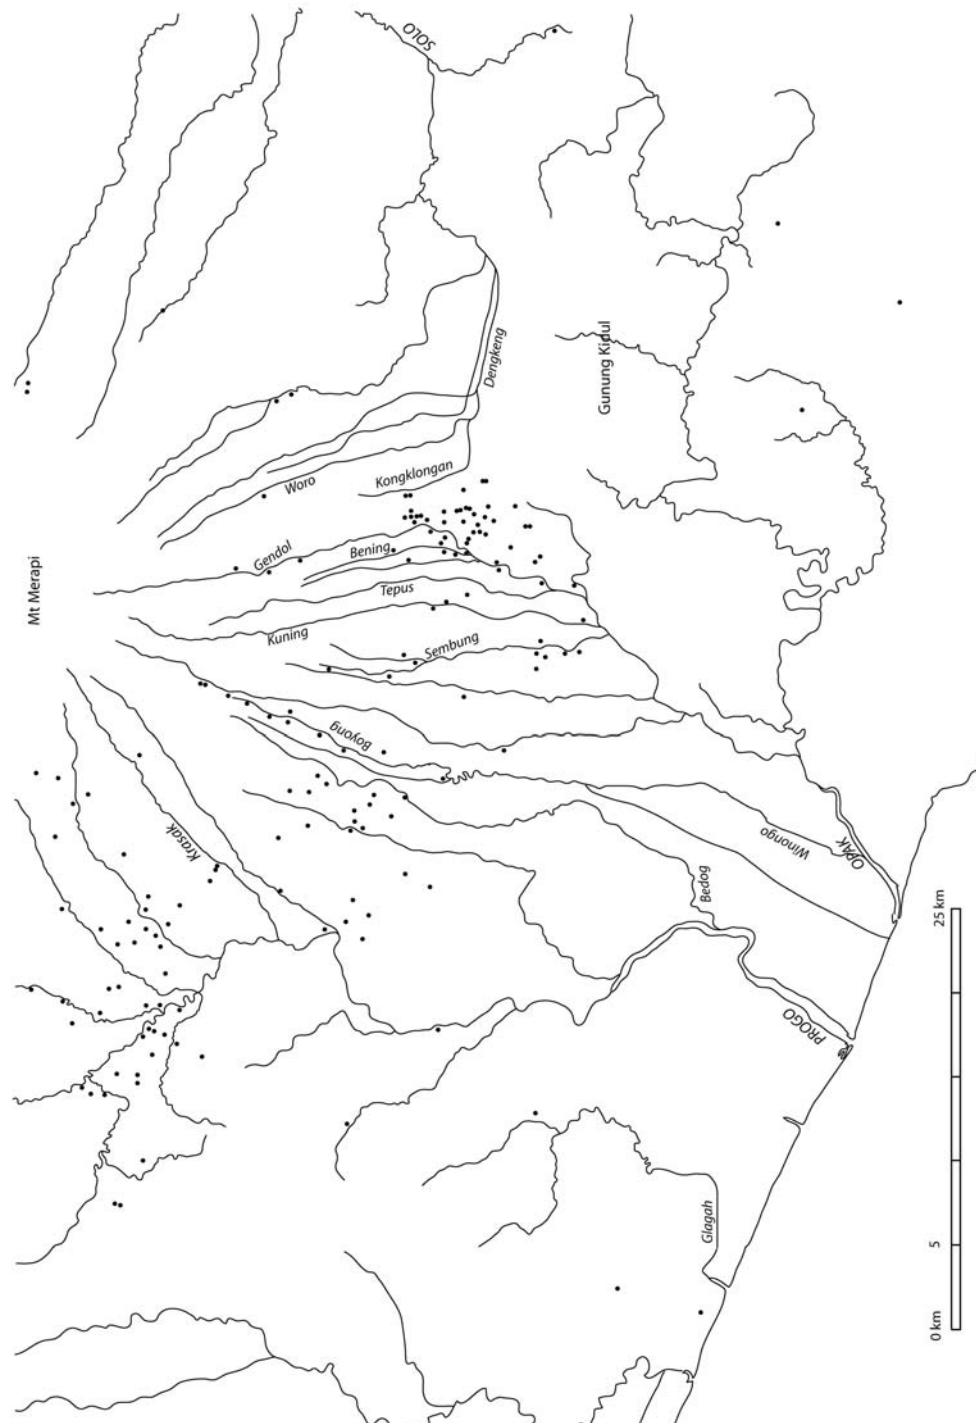 SOLO
Mt Merapi
Dengkeng
Gunung Kidul
Woro
Kongklongan
Gendol
Bening
Tepus
Kuning
Sembung
Boyong
Krasak
Winongo
OPAK
Bedog
PROGO
Glagah
0 km
5
25 km